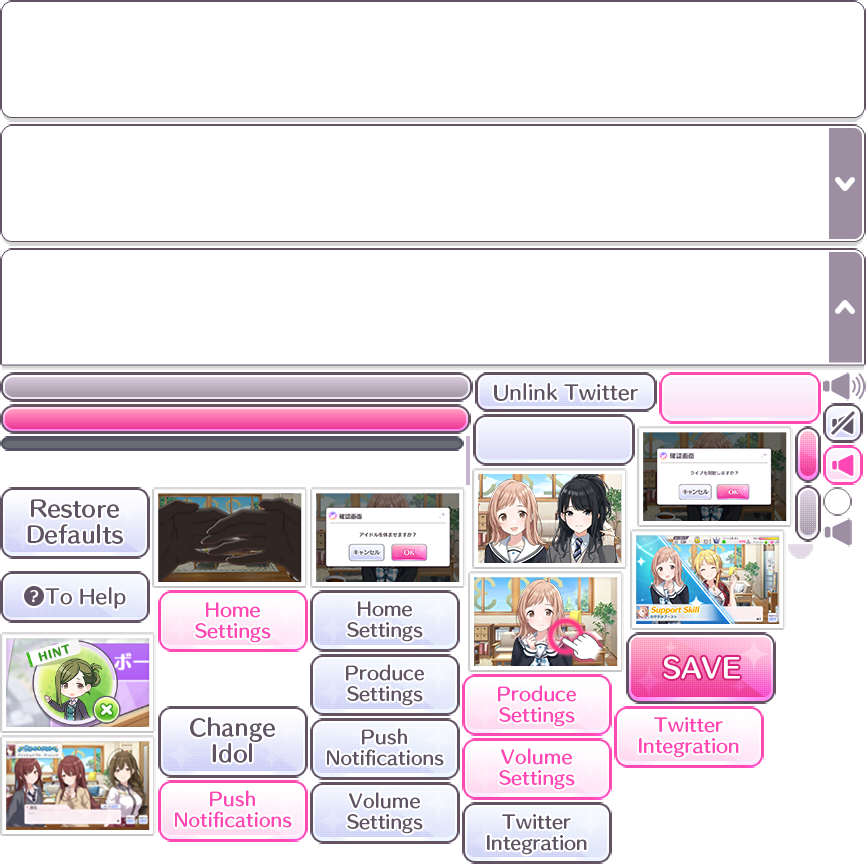 Unlink Twitter
確認画面
ライブを開始しますか？
キャンセル
OK
Restore
Defaults
確認画面
アイドルを休ませますか？
キャンセル
OK
?To Help
Home
Settings
Home
Settings
Support Skill
HINT
ボー
Produce
Settings
SAVE
Produce
Settings
Change
Idol
Push
Notifications
Twitter
Integration
Volume
Settings
Push
Notifications
Volume
Settings
Twitter
Integration